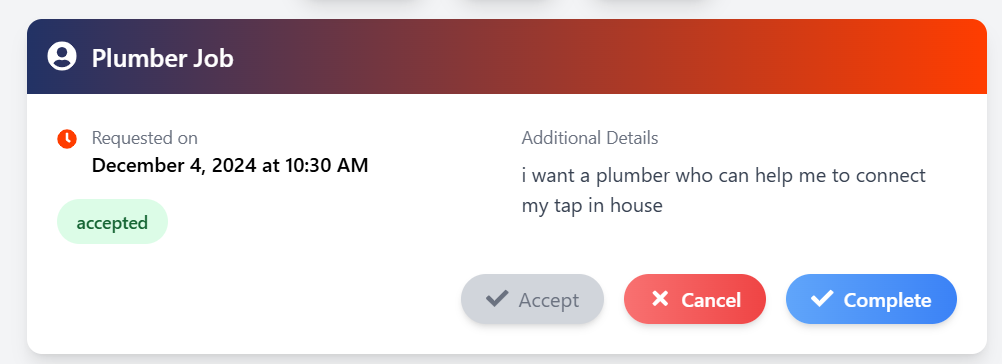 Plumber Job
Requested on
December 4, 2024 at 10:30 AM
accepted
Additional Details
i want a plumber who can help me to connect
my tap in house
Accept
Cancel
Complete